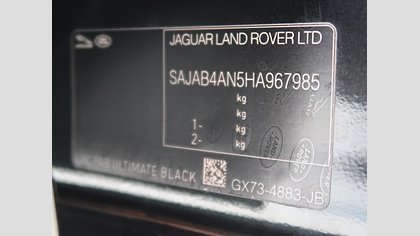 JAGUAR LAND ROVER LTD
SAJAB4AN5HA967985
kg
kg
1- kg
2- kg
ULTIMATE BLACK
GX73-4883-JB